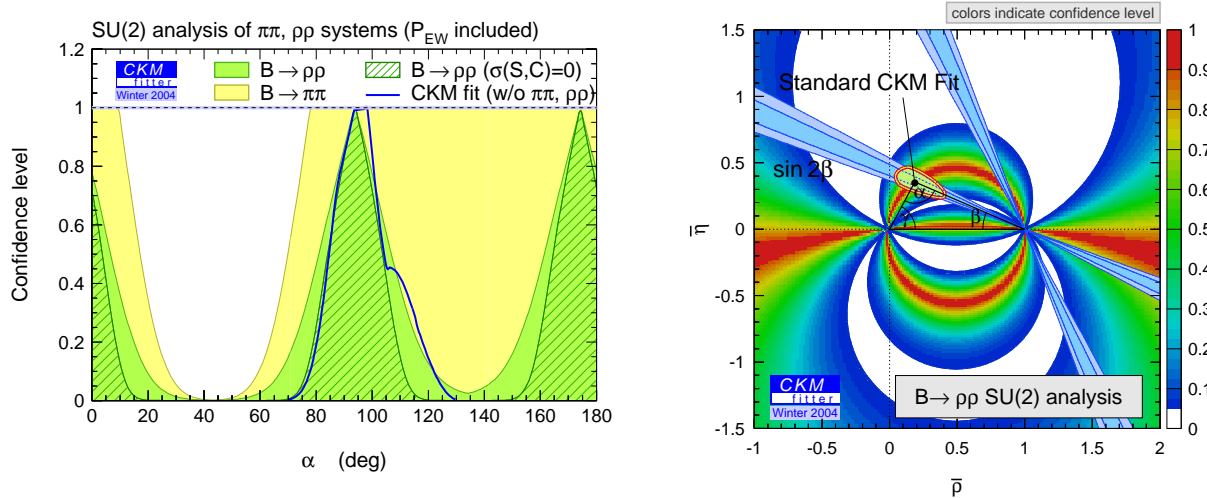 SU(2) analysis of ππ, ρρ systems (P_EW included)
CKM
fitter
Winter 2004
B→ρρ
B→ππ
B→ρρ (σ(S,C)=0)
CKM fit (w/o ππ, ρρ)
Confidence level
1.2
1
0.8
0.6
0.4
0.2
0
0 20 40 60 80 100 120 140 160 180
α (deg)
colors indicate confidence level
Standard CKM Fit
sin 2β
α
γ
β
η̅
1.5
1
0.5
0
-0.5
-1
-1.5
-1 -0.5 0 0.5 1 1.5 2
ρ̅
CKM
fitter
Winter 2004
B→ρρ SU(2) analysis
1
0.9
0.8
0.7
0.6
0.5
0.4
0.3
0.2
0.1
0.05
0